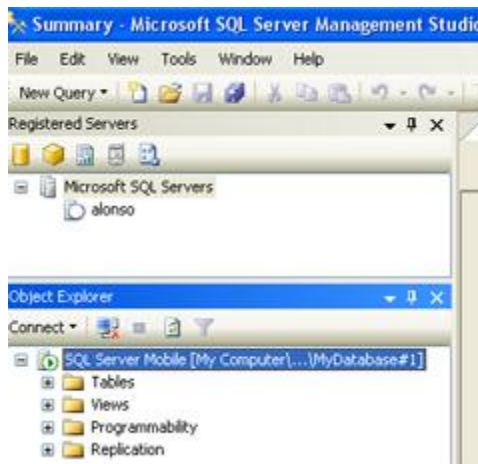 Summary - Microsoft SQL Server Management Studio
File Edit View Tools Window Help
New Query
Registered Servers
Microsoft SQL Servers
alonso
Object Explorer
Connect
SQL Server Mobile [My Computer\...\MyDatabase#1]
Tables
Views
Programmability
Replication